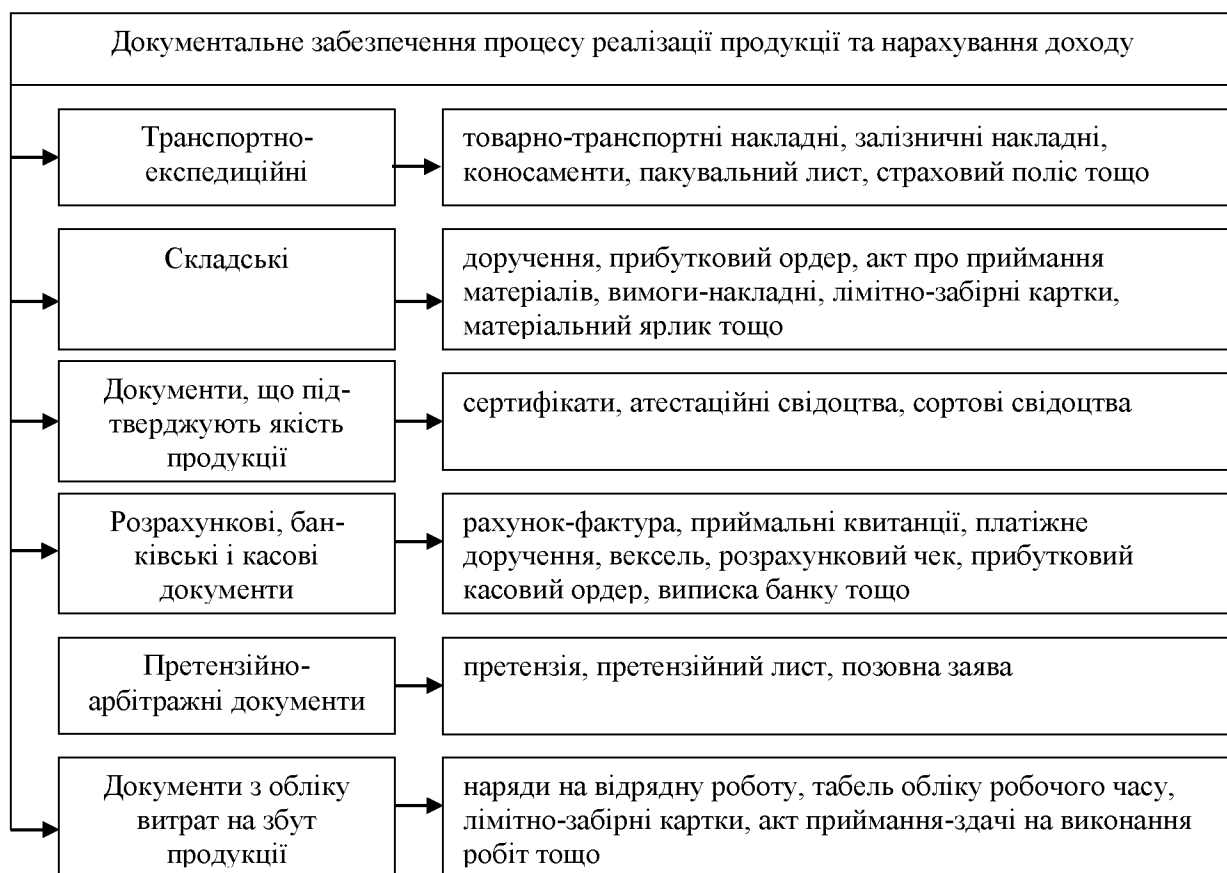 Документальне забезпечення процесу реалізації продукції та нарахування доходу
Транспортно-
експедиційні
товарно-транспортні накладні, залізничні накладні,
коносаменти, пакувальний лист, страховий поліс тощо
Складські
доручення, прибутковий ордер, акт про приймання
матеріалів, вимоги-накладні, лімітно-забірні картки,
матеріальний ярлик тощо
Документи, що під-
тверджують якість
продукції
сертифікати, атестаційні свідоцтва, сортові свідоцтва
Розрахункові, бан-
ківські і касові
документи
рахунок-фактура, приймальні квитанції, платіжне
доручення, вексель, розрахунковий чек, прибутковий
касовий ордер, виписка банку тощо
Претензійно-
арбітражні документи
претензія, претензійний лист, позовна заява
Документи з обліку
витрат на збут
продукції
наряди на відрядну роботу, табель обліку робочого часу,
лімітно-забірні картки, акт приймання-здачі на виконання
робіт тощо